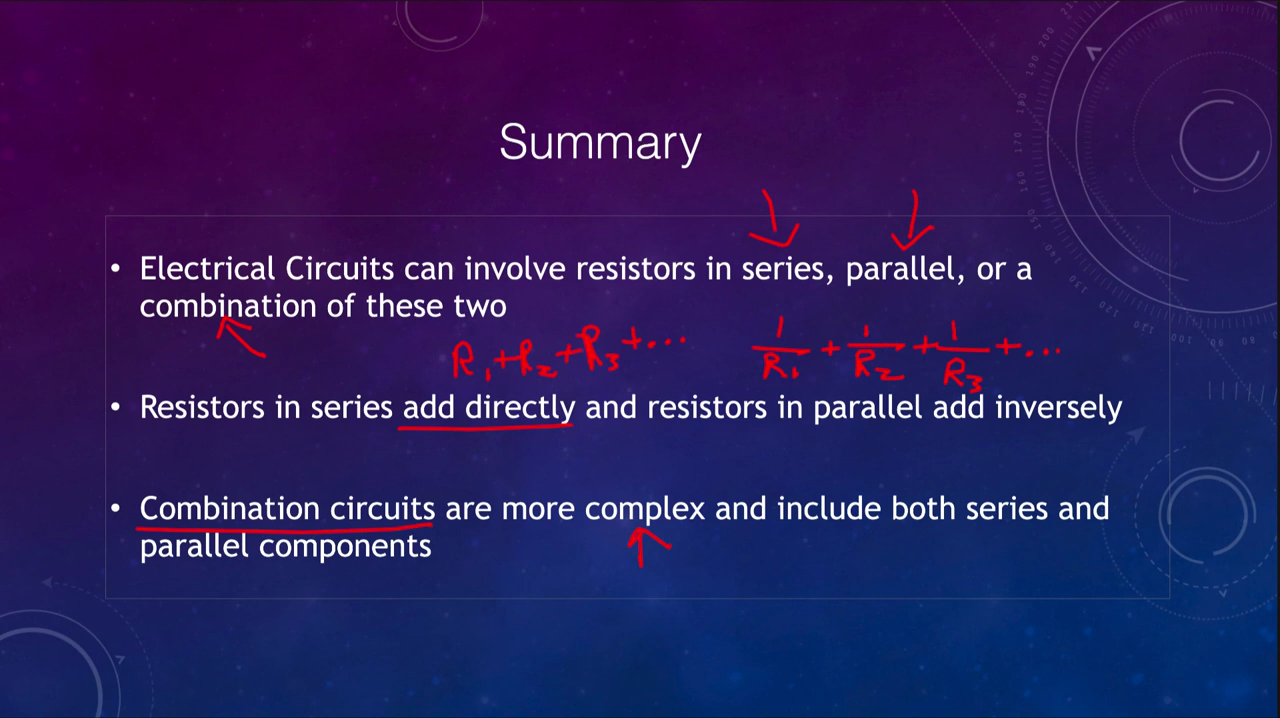 Summary
• Electrical Circuits can involve resistors in series, parallel, or a
combination of these two
R₁+R₂+R₃+... 1/R₁ + 1/R₂ + 1/R₃ + ...
• Resistors in series add directly and resistors in parallel add inversely
• Combination circuits are more complex and include both series and
parallel components